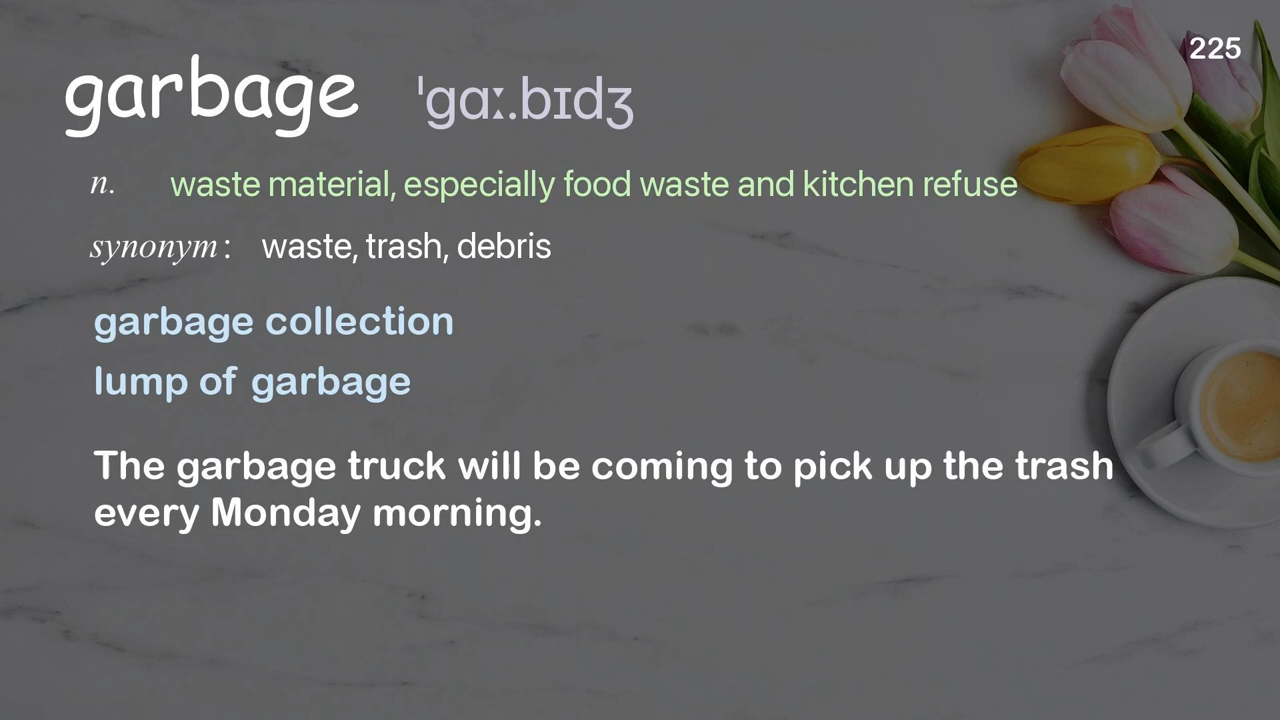 225
garbage ˈɡɑː.bɪdʒ
n. waste material, especially food waste and kitchen refuse
synonym: waste, trash, debris
garbage collection
lump of garbage
The garbage truck will be coming to pick up the trash
every Monday morning.